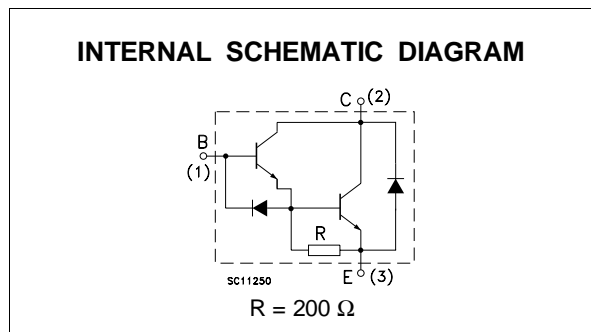 INTERNAL SCHEMATIC DIAGRAM
C (2)
B
(1)
R
E (3)
SC11250
R = 200 Ω